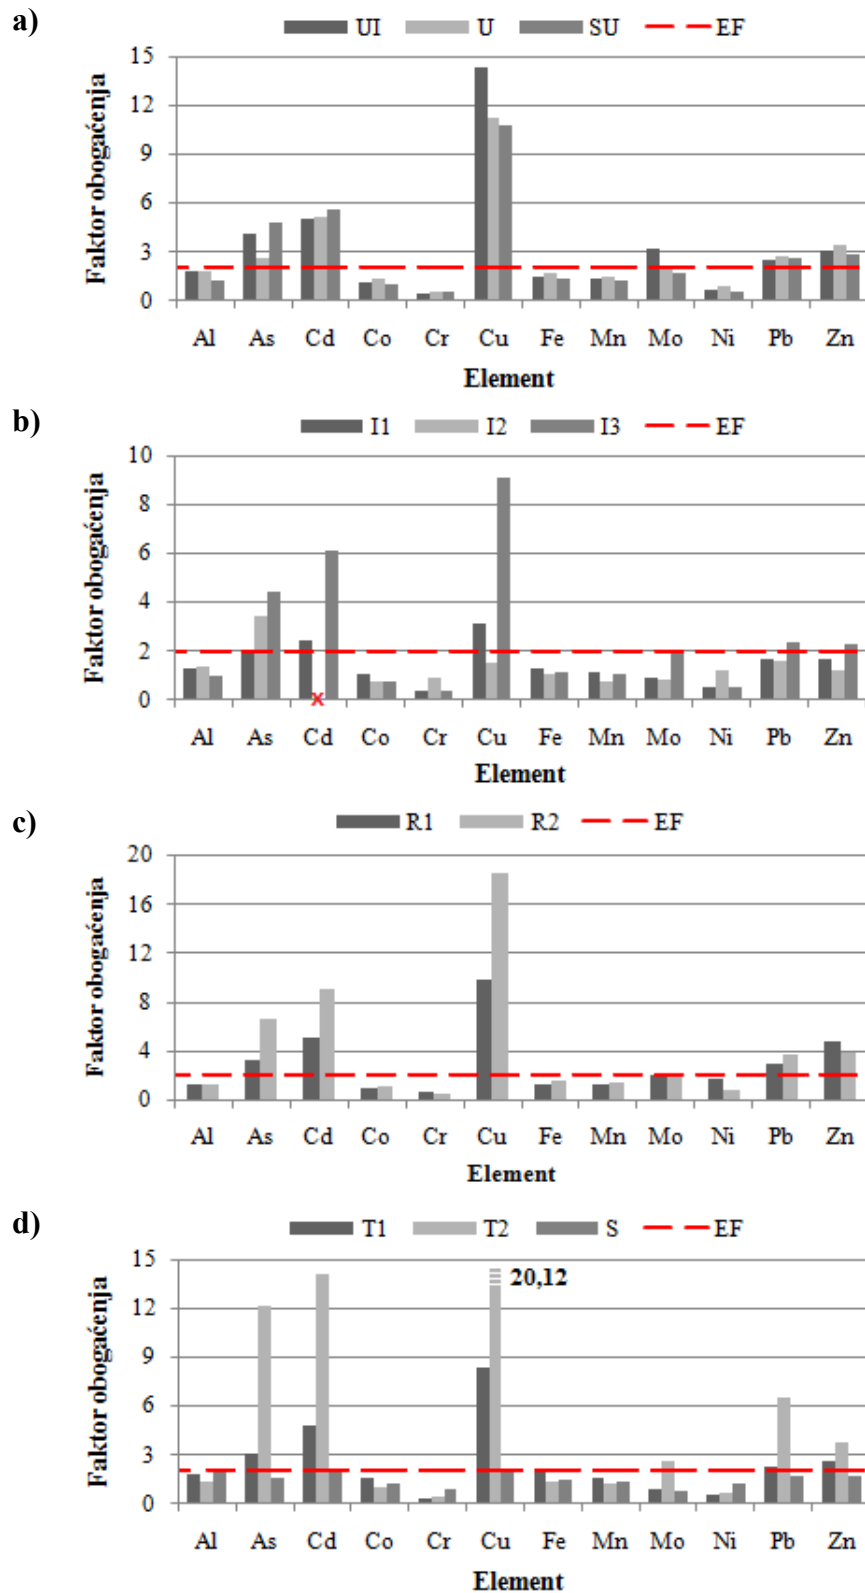 a)
UI U SU EF
Faktor obogaćenja
15
12
9
6
3
0
Al As Cd Co Cr Cu Fe Mn Mo Ni Pb Zn
Element
b)
I1 I2 I3 EF
Faktor obogaćenja
10
8
6
4
2
0
x
Al As Cd Co Cr Cu Fe Mn Mo Ni Pb Zn
Element
c)
R1 R2 EF
Faktor obogaćenja
20
16
12
8
4
0
Al As Cd Co Cr Cu Fe Mn Mo Ni Pb Zn
Element
d)
T1 T2 S EF
Faktor obogaćenja
15
20,12
12
9
6
3
0
Al As Cd Co Cr Cu Fe Mn Mo Ni Pb Zn
Element